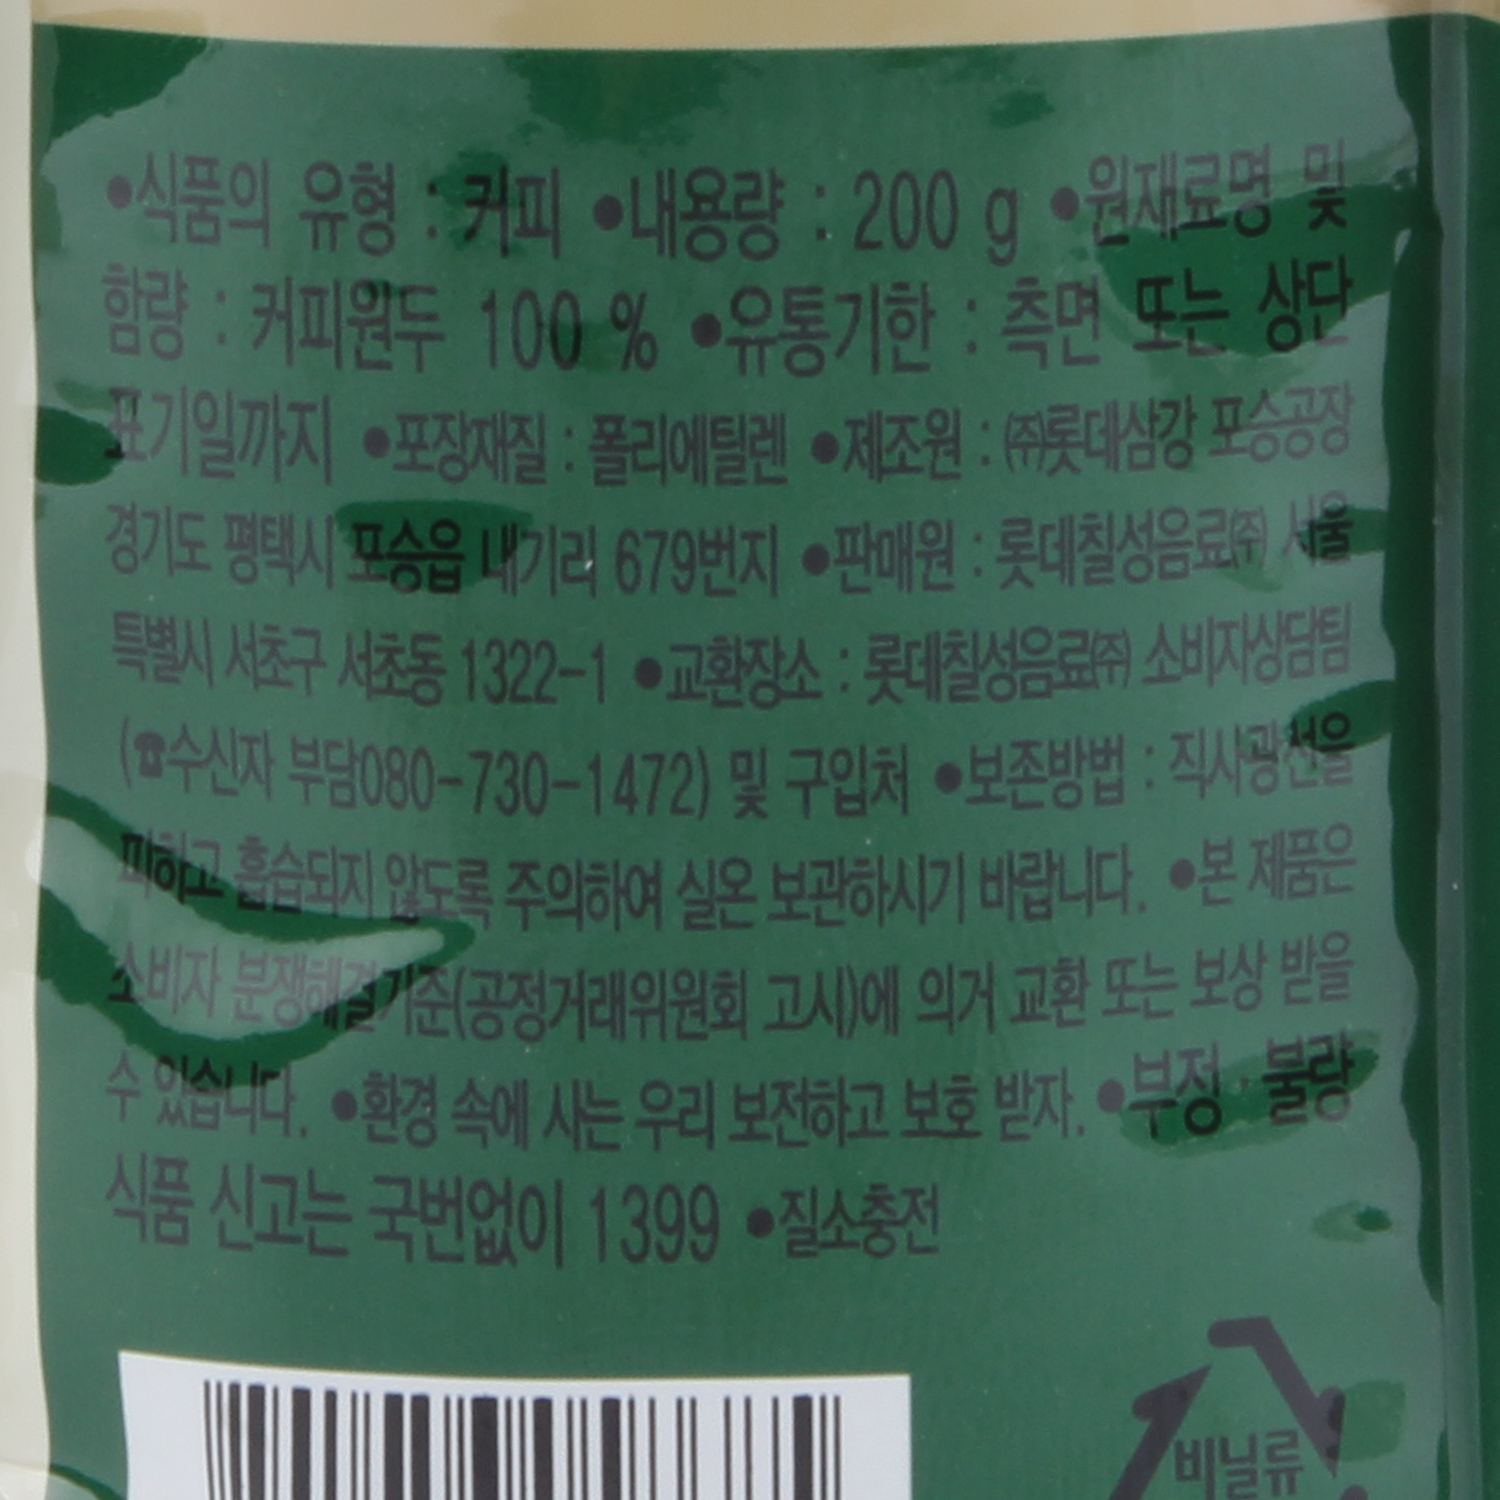 •식품의 유형 : 커피 •내용량 : 200 g •원재료명 및
함량 : 커피원두 100 % •유통기한 : 측면 또는 상단
표기일까지 •포장재질 : 폴리에틸렌 •제조원 : ㈜롯데삼강 포승공장
경기도 평택시 포승읍 내기리 679번지 •판매원 : 롯데칠성음료㈜ 서울
특별시 서초구 서초동 1322-1 •교환장소 : 롯데칠성음료㈜ 소비자상담팀
(☎수신자 부담080-730-1472) 및 구입처 •보존방법 : 직사광선을
피하고 흡습되지 않도록 주의하여 실온 보관하시기 바랍니다. •본 제품은
소비자 분쟁해결기준(공정거래위원회 고시)에 의거 교환 또는 보상 받을
수 있습니다. •환경 속에 사는 우리 보전하고 보호 받자. •부정·불량
식품 신고는 국번없이 1399 •질소충전
비닐류